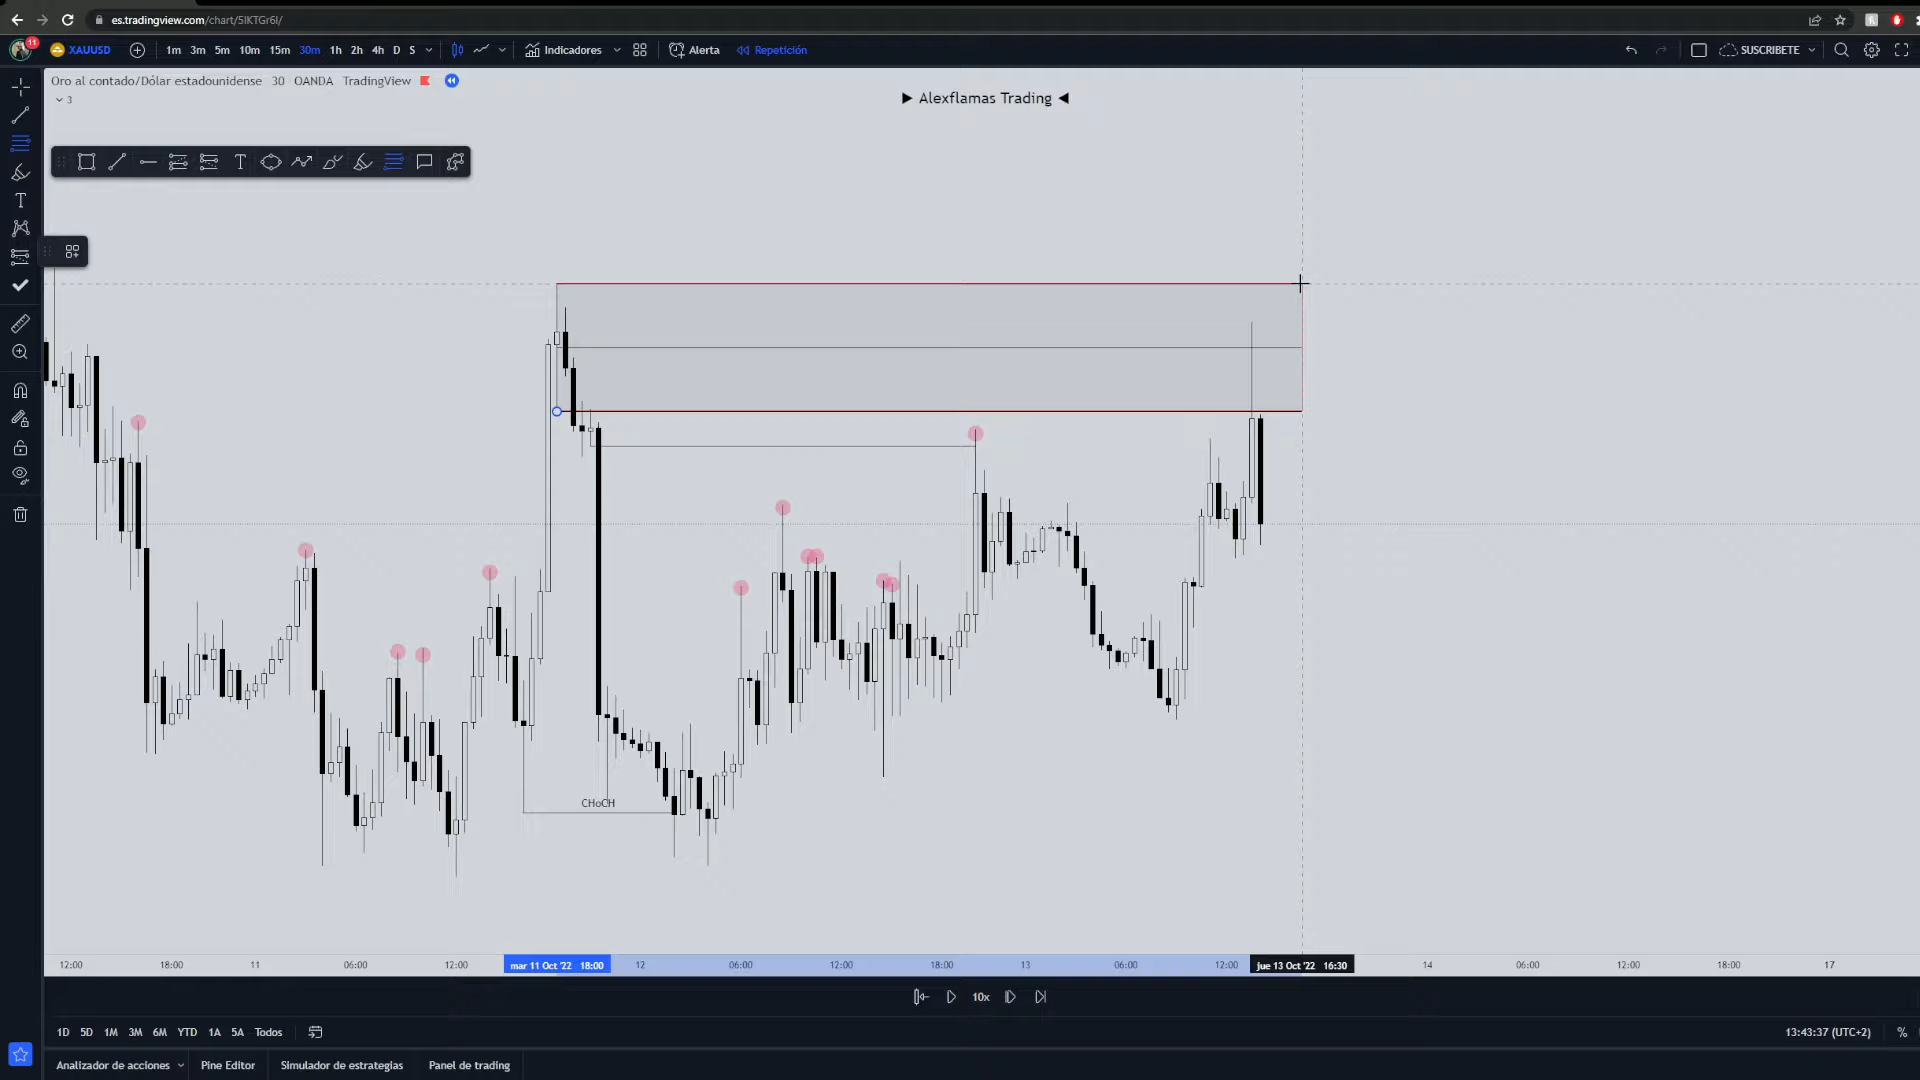 es.tradingview.com/chart/5IKTGr6I/
11
XAUUSD
1m 3m 5m 10m 15m 30m 1h 2h 4h D S
Indicadores
Alerta
Repetición
SUSCRIBETE
Oro al contado/Dólar estadounidense 30 OANDA TradingView
3
► Alexflamas Trading ◄
CHoCH
12:00 18:00 11 06:00 12:00 mar 11 Oct '22 18:00 12 06:00 12:00 18:00 13 06:00 12:00 jue 13 Oct '22 16:30 14 06:00 12:00 18:00 17
10x
1D 5D 1M 3M 6M YTD 1A 5A Todos
13:43:37 (UTC+2)
%
Analizador de acciones
Pine Editor
Simulador de estrategias
Panel de trading